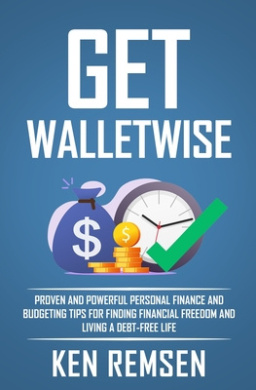 GET
WALLETWISE
$
$
PROVEN AND POWERFUL PERSONAL FINANCE AND
BUDGETING TIPS FOR FINDING FINANCIAL FREEDOM AND
LIVING A DEBT-FREE LIFE
KEN REMSEN